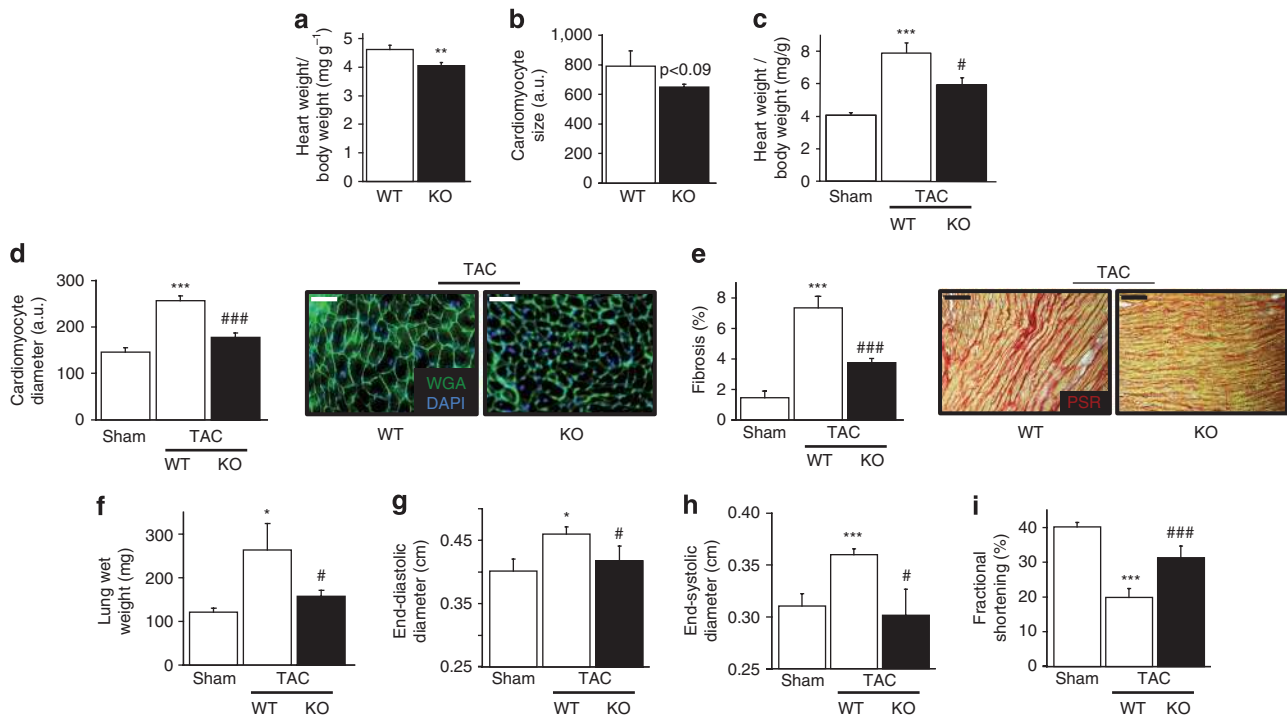 a
Heart weight/
body weight (mg g⁻¹)
5
4
3
2
1
0
**
WT KO
b
Cardiomyocyte
size (a.u.)
1,000
800
600
400
200
0
p<0.09
WT KO
c
Heart weight /
body weight (mg/g)
8
6
4
2
0
***
#
Sham TAC
WT KO
d
Cardiomyocyte
diameter (a.u.)
300
200
100
0
***
###
Sham TAC
WT KO
TAC
WGA
DAPI
WT KO
e
Fibrosis (%)
8
6
4
2
0
***
###
Sham TAC
WT KO
TAC
PSR
WT KO
f
Lung wet
weight (mg)
300
200
100
0
*
#
Sham TAC
WT KO
g
End-diastolic
diameter (cm)
0.45
0.35
0.25
*
#
Sham TAC
WT KO
h
End-systolic
diameter (cm)
0.40
0.35
0.30
0.25
***
#
Sham TAC
WT KO
i
Fractional
shortening (%)
40
30
20
10
0
***
###
Sham TAC
WT KO